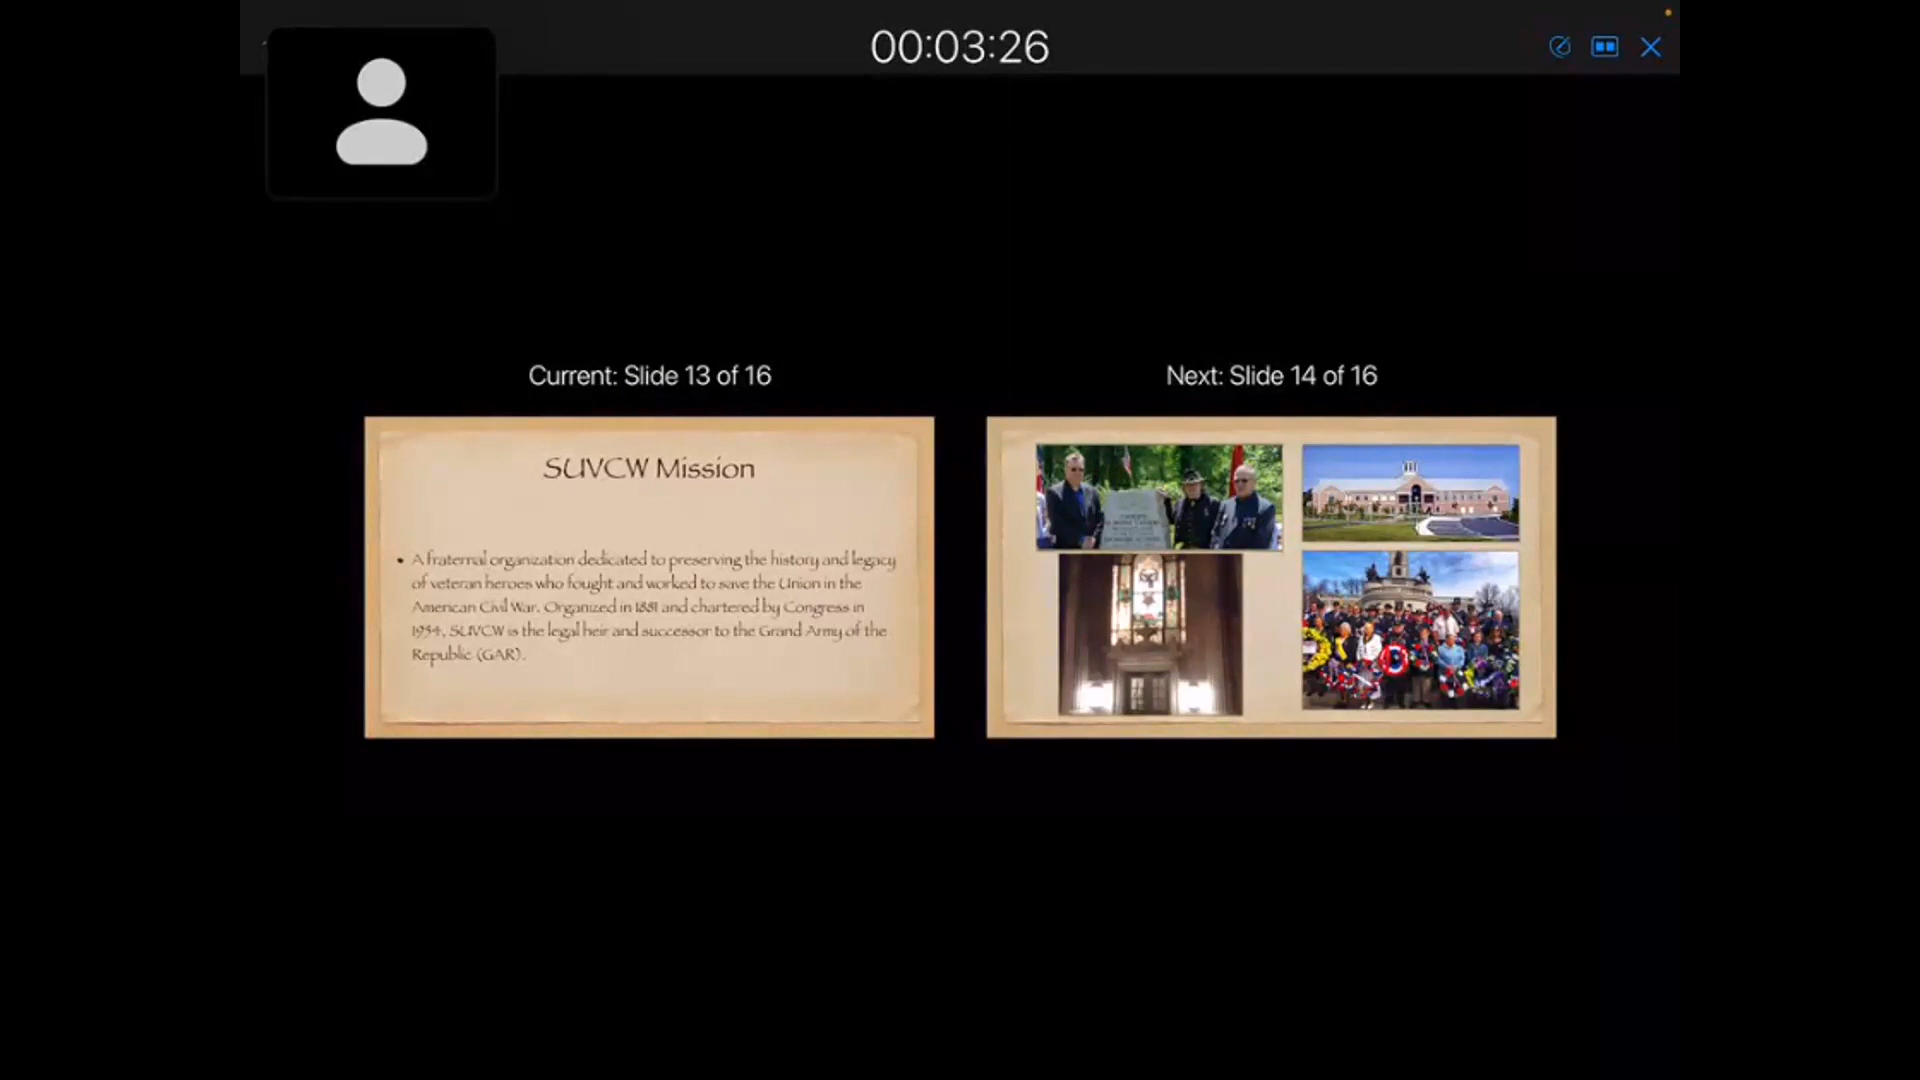 00:03:26
Current: Slide 13 of 16
Next: Slide 14 of 16
SUVCW Mission
• A fraternal organization dedicated to preserving the history and legacy
of veteran heroes who fought and worked to save the Union in the
American Civil War. Organized in 1881 and chartered by Congress in
1954, SUVCW is the legal heir and successor to the Grand Army of the
Republic (GAR).